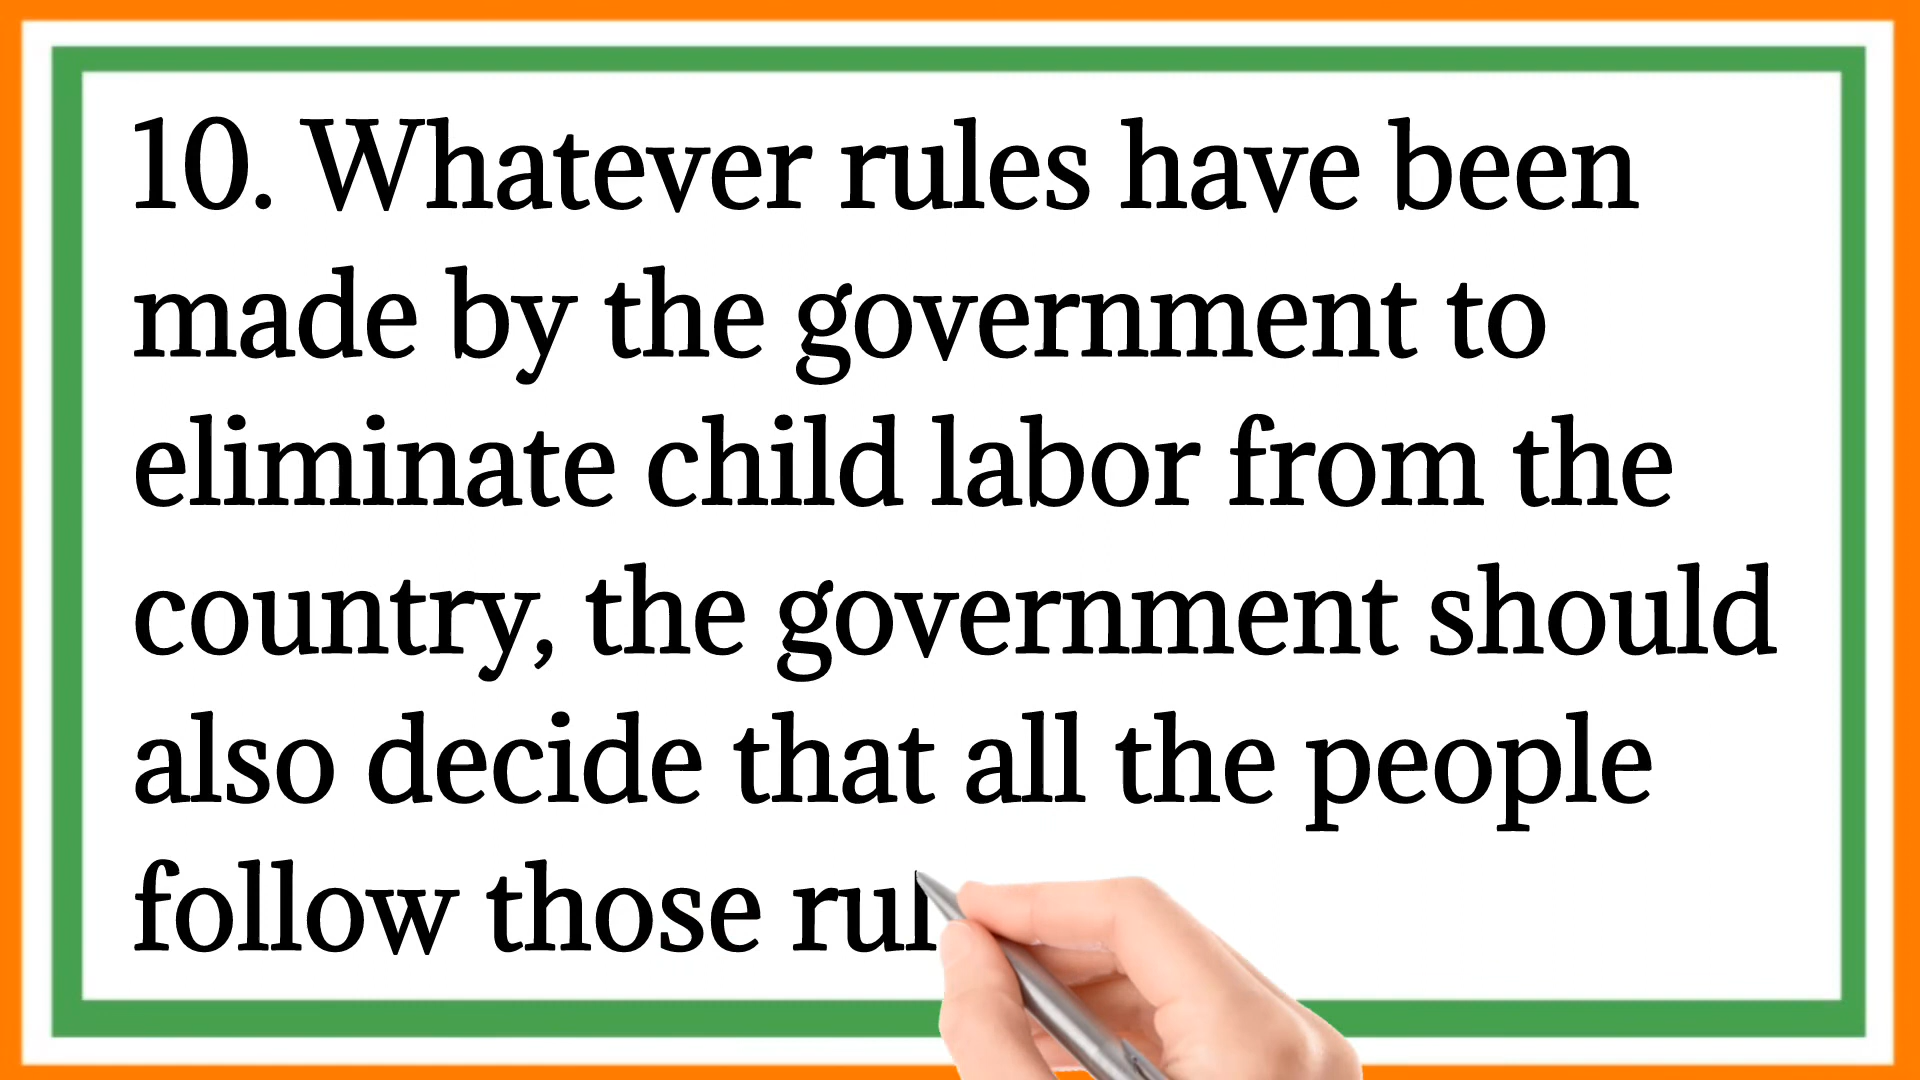 10. Whatever rules have been
made by the government to
eliminate child labor from the
country, the government should
also decide that all the people
follow those rul